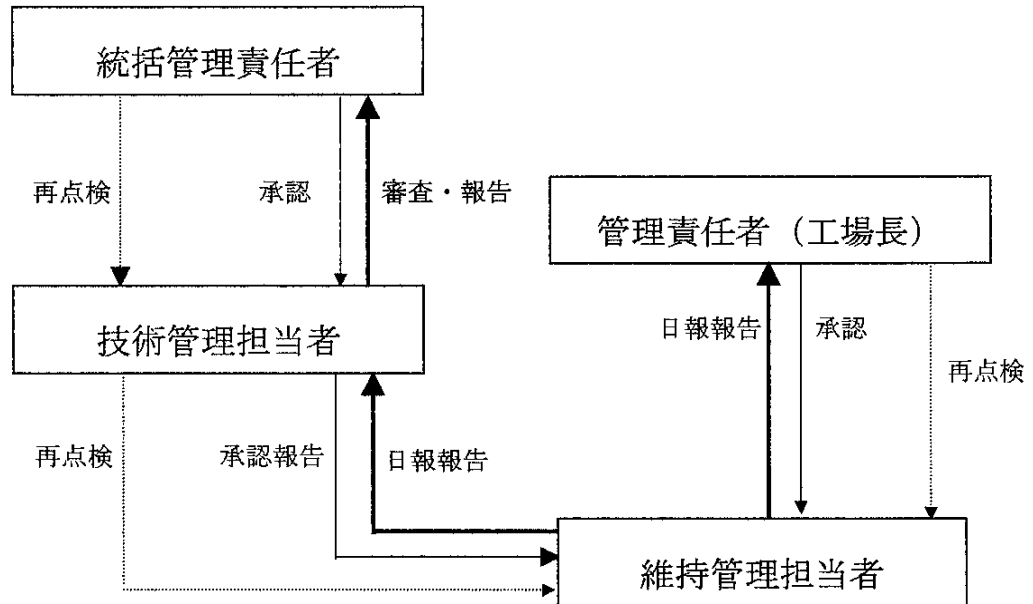 統括管理責任者
再点検
承認
審査・報告
管理責任者（工場長）
技術管理担当者
日報報告
承認
再点検
再点検
承認報告
日報報告
維持管理担当者